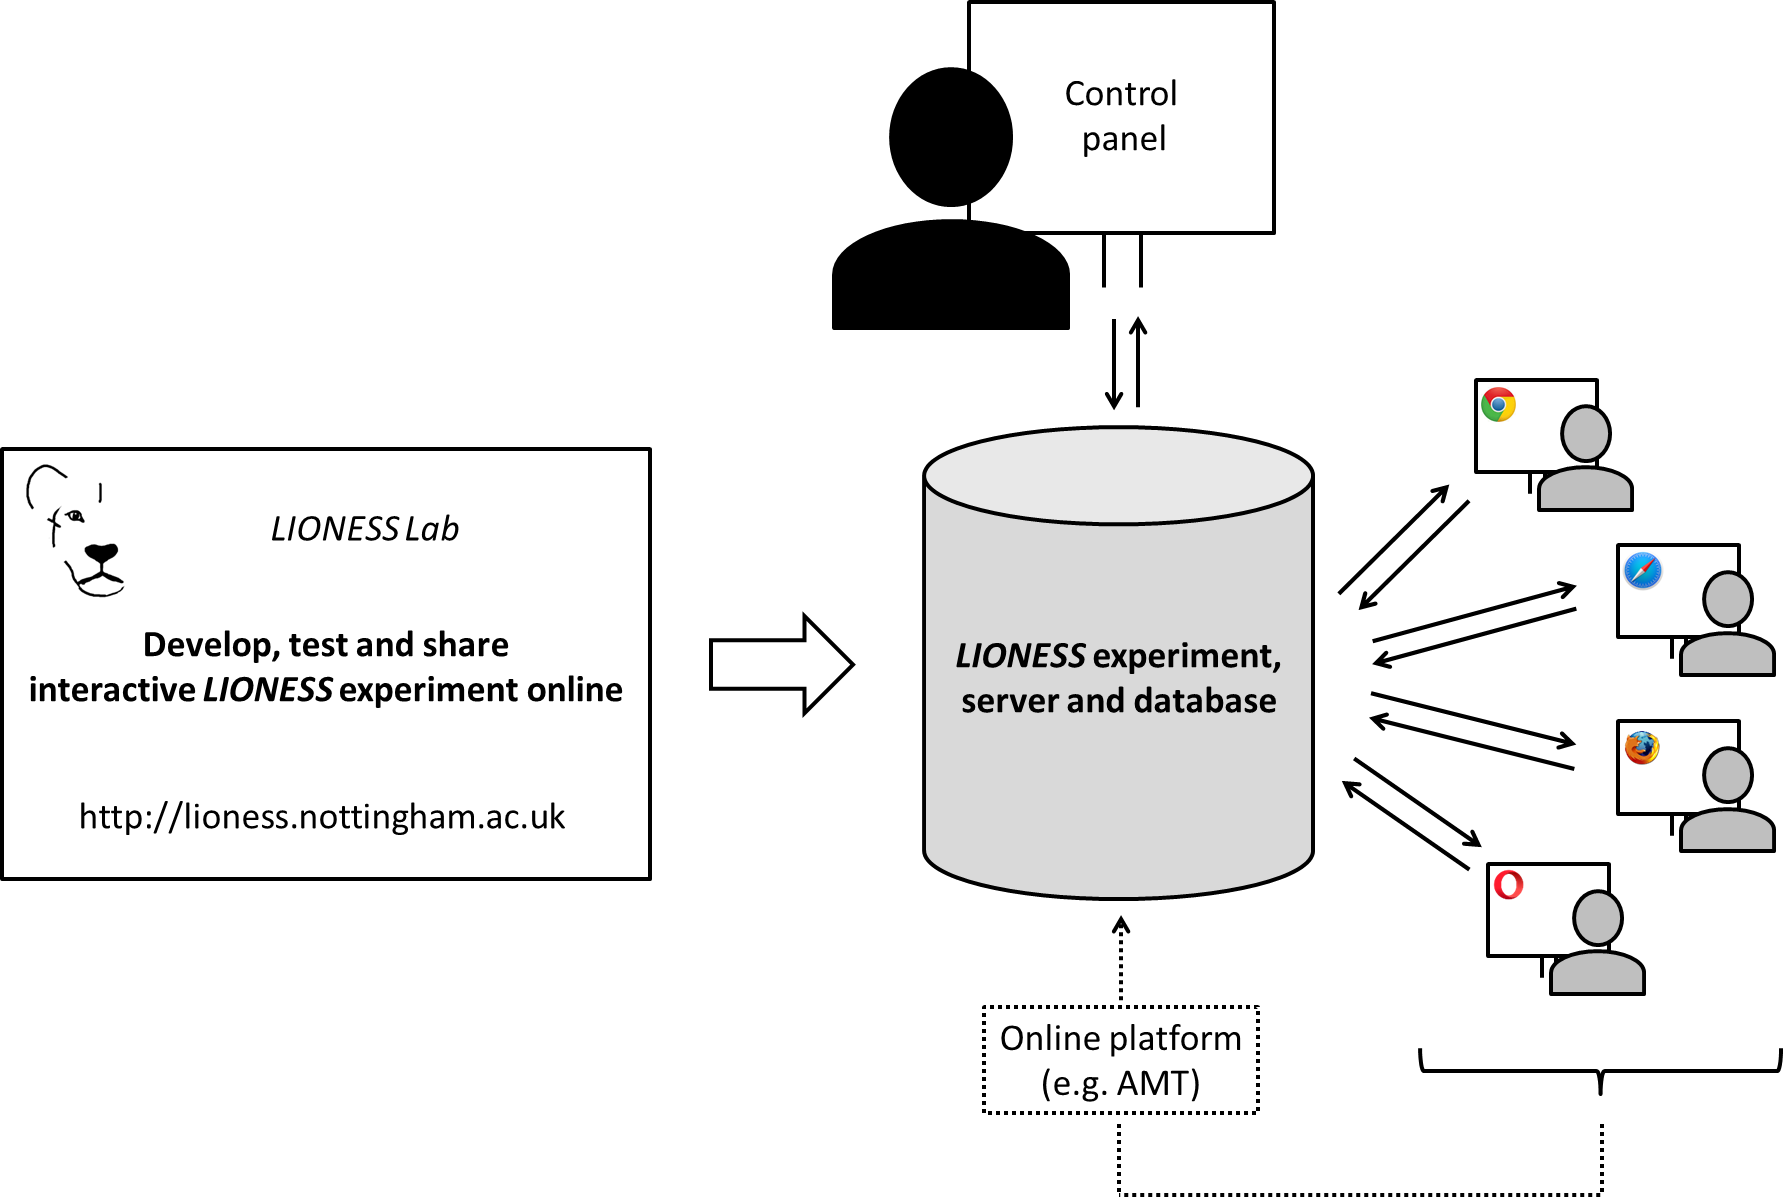 Control
panel
LIONESS Lab
Develop, test and share
interactive LIONESS experiment online
http://lioness.nottingham.ac.uk
LIONESS experiment,
server and database
Online platform
(e.g. AMT)